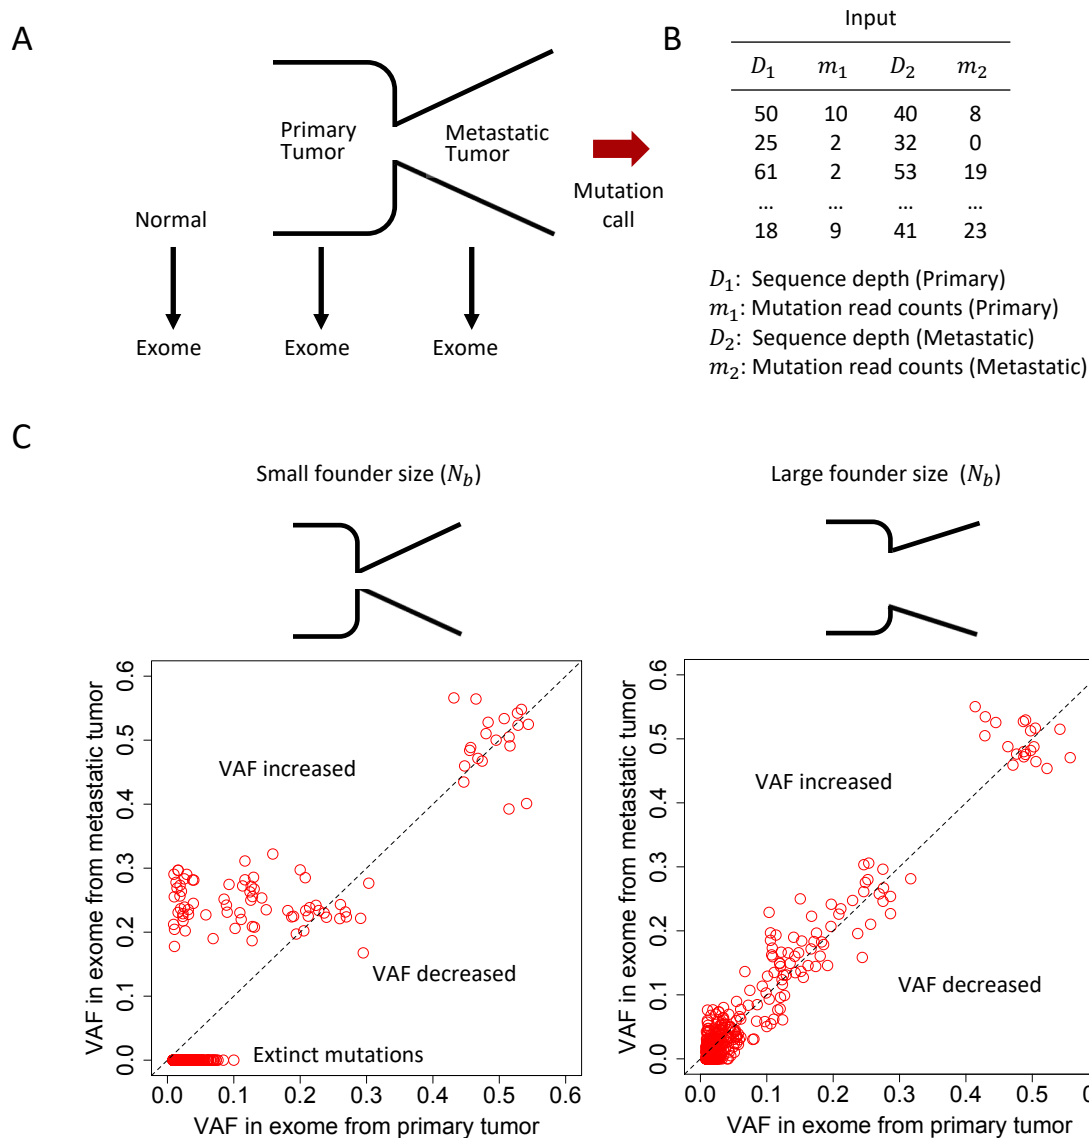 A
Primary
Tumor
Metastatic
Tumor
Normal
Mutation
call
Exome Exome Exome
B
Input
D₁ m₁ D₂ m₂
50 10 40 8
25 2 32 0
61 2 53 19
... ... ... ...
18 9 41 23
D₁: Sequence depth (Primary)
m₁: Mutation read counts (Primary)
D₂: Sequence depth (Metastatic)
m₂: Mutation read counts (Metastatic)
C
Small founder size (N_b)
VAF in exome from metastatic tumor
0.6
0.5
0.4
0.3
0.2
0.1
0.0
VAF increased
VAF decreased
Extinct mutations
0.0 0.1 0.2 0.3 0.4 0.5 0.6
VAF in exome from primary tumor
Large founder size (N_b)
VAF in exome from metastatic tumor
0.6
0.5
0.4
0.3
0.2
0.1
0.0
VAF increased
VAF decreased
0.0 0.1 0.2 0.3 0.4 0.5
VAF in exome from primary tumor